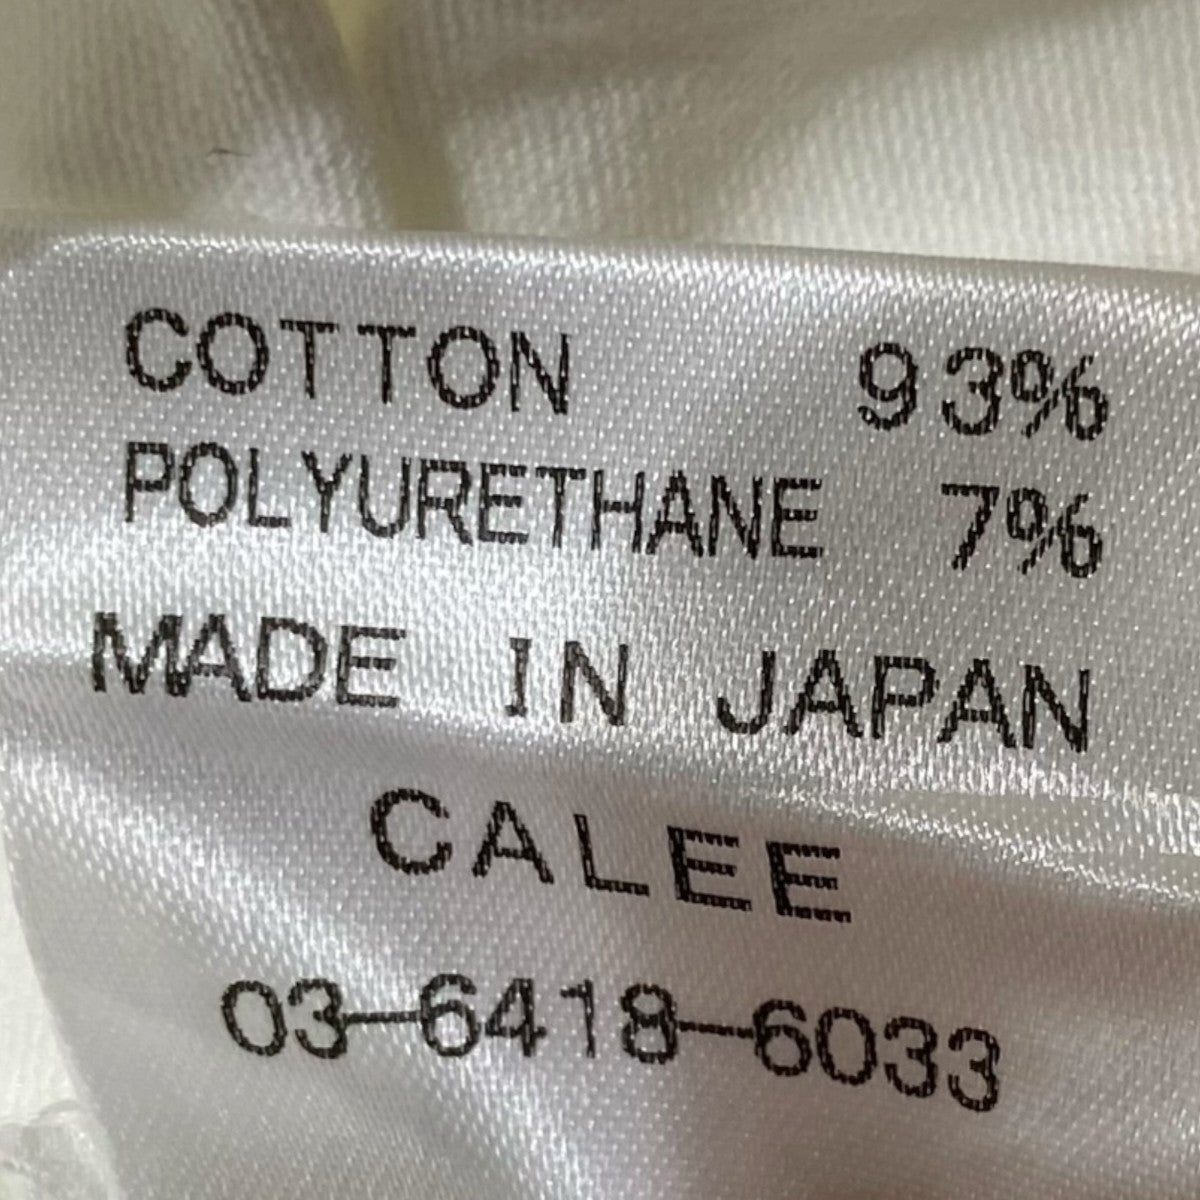 COTTON 93%
POLYURETHANE 7%
MADE IN JAPAN
CALEE
03-6418-6033